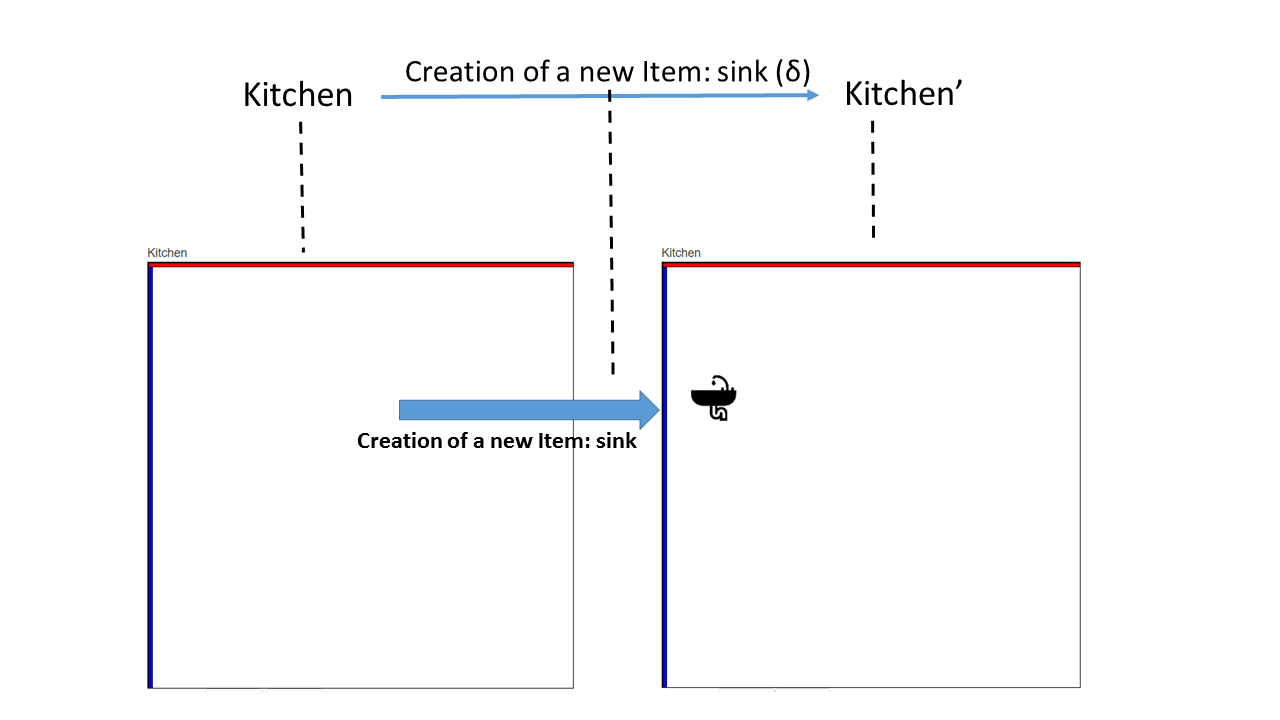 Creation of a new Item: sink (δ)
Kitchen
Kitchen’
Kitchen
Kitchen
Creation of a new Item: sink